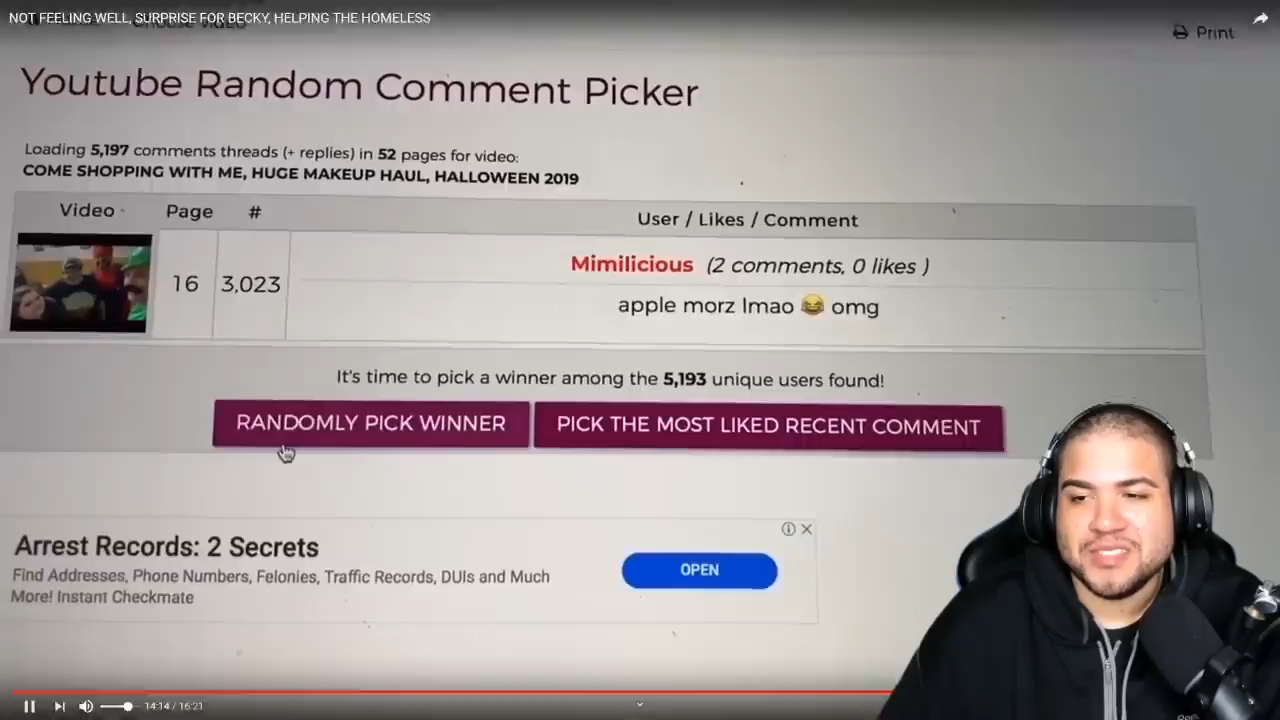 NOT FEELING WELL, SURPRISE FOR BECKY, HELPING THE HOMELESS
Print
Youtube Random Comment Picker
Loading 5,197 comments threads (+ replies) in 52 pages for video:
COME SHOPPING WITH ME, HUGE MAKEUP HAUL, HALLOWEEN 2019
Video Page # User / Likes / Comment
16 3,023 Mimilicious (2 comments, 0 likes )
apple morz lmao 😂 omg
It's time to pick a winner among the 5,193 unique users found!
RANDOMLY PICK WINNER PICK THE MOST LIKED RECENT COMMENT
Arrest Records: 2 Secrets
Find Addresses, Phone Numbers, Felonies, Traffic Records, DUIs and Much
More! Instant Checkmate
OPEN
14:14 / 16:21